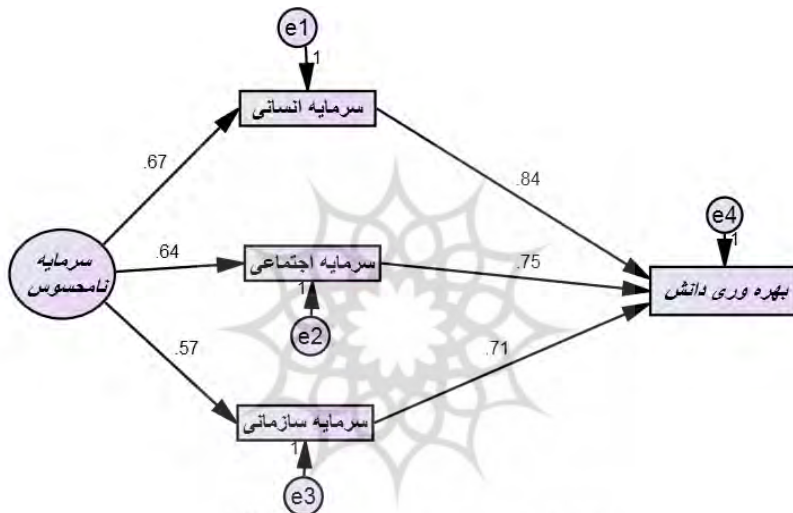 e1
1
سرمایه انسانی
.67
.84
e4
1
سرمایه
نامحسوس
.64
سرمایه اجتماعی
.75
بهره وری دانش
1
e2
.57
.71
سرمایه سازمانی
1
e3